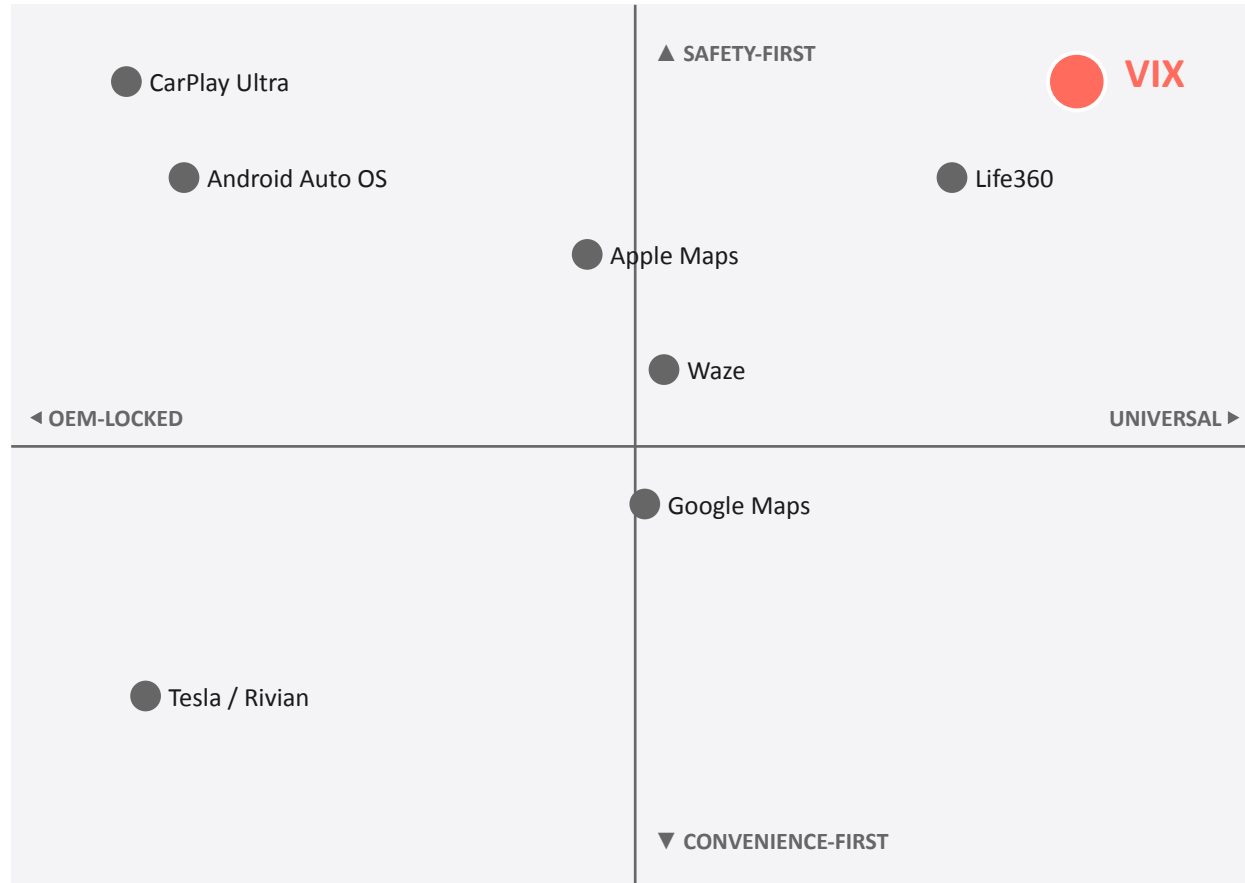 ▲ SAFETY-FIRST
VIX
CarPlay Ultra
Android Auto OS
Life360
Apple Maps
Waze
◄ OEM-LOCKED
UNIVERSAL ►
Google Maps
Tesla / Rivian
▼ CONVENIENCE-FIRST